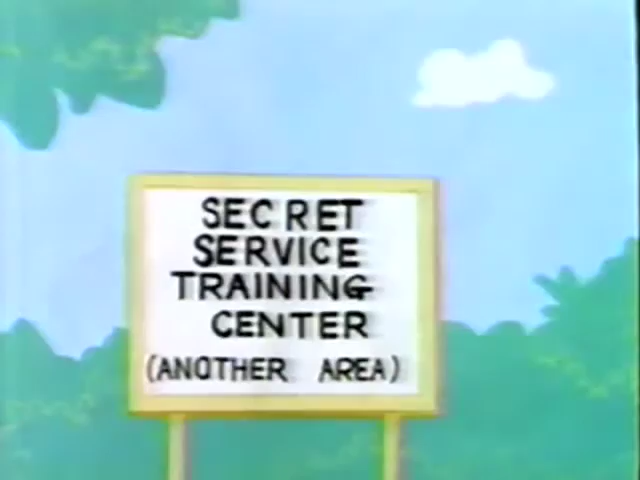 SECRET
SERVICE
TRAINING
CENTER
(ANOTHER AREA)